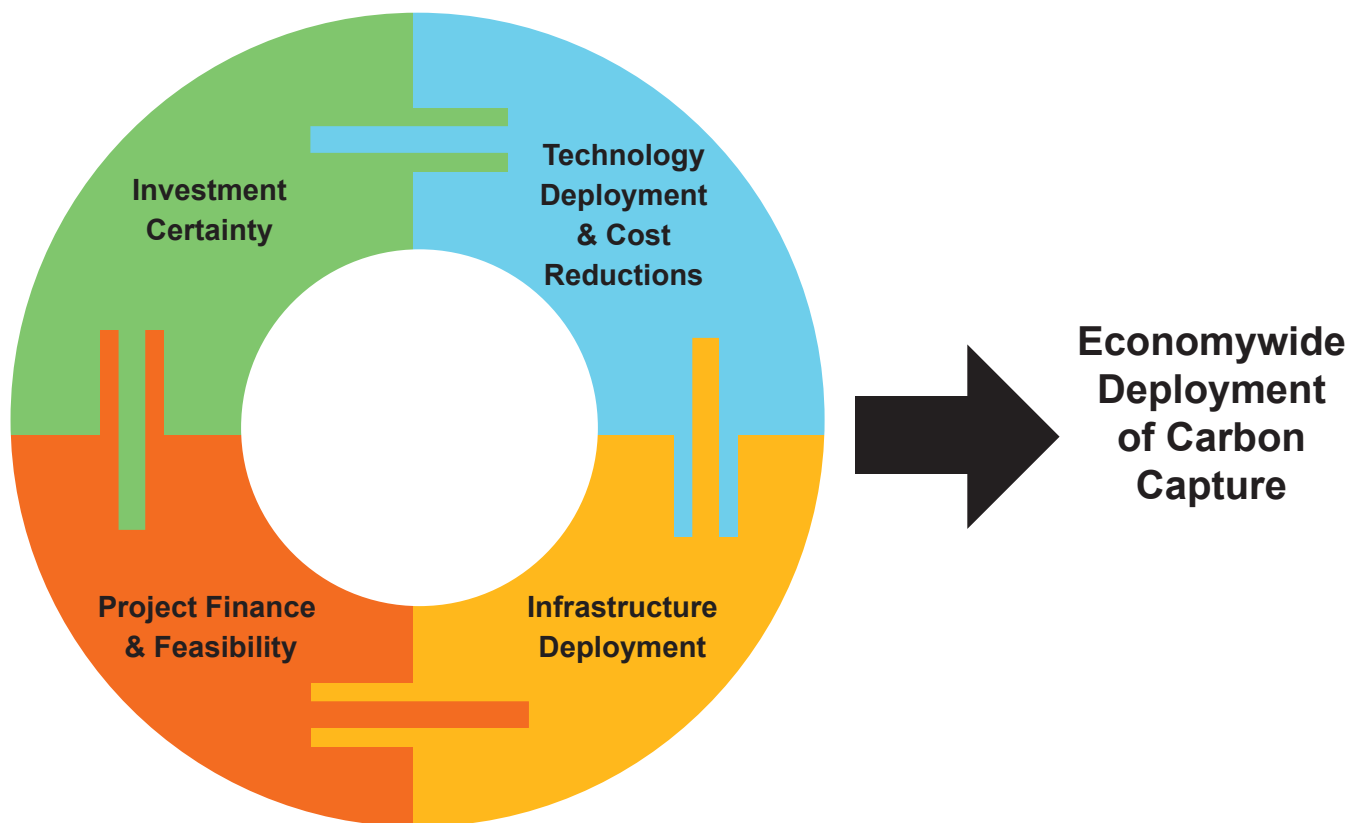 Investment
Certainty
Technology
Deployment
& Cost
Reductions
Project Finance
& Feasibility
Infrastructure
Deployment
Economywide
Deployment
of Carbon
Capture